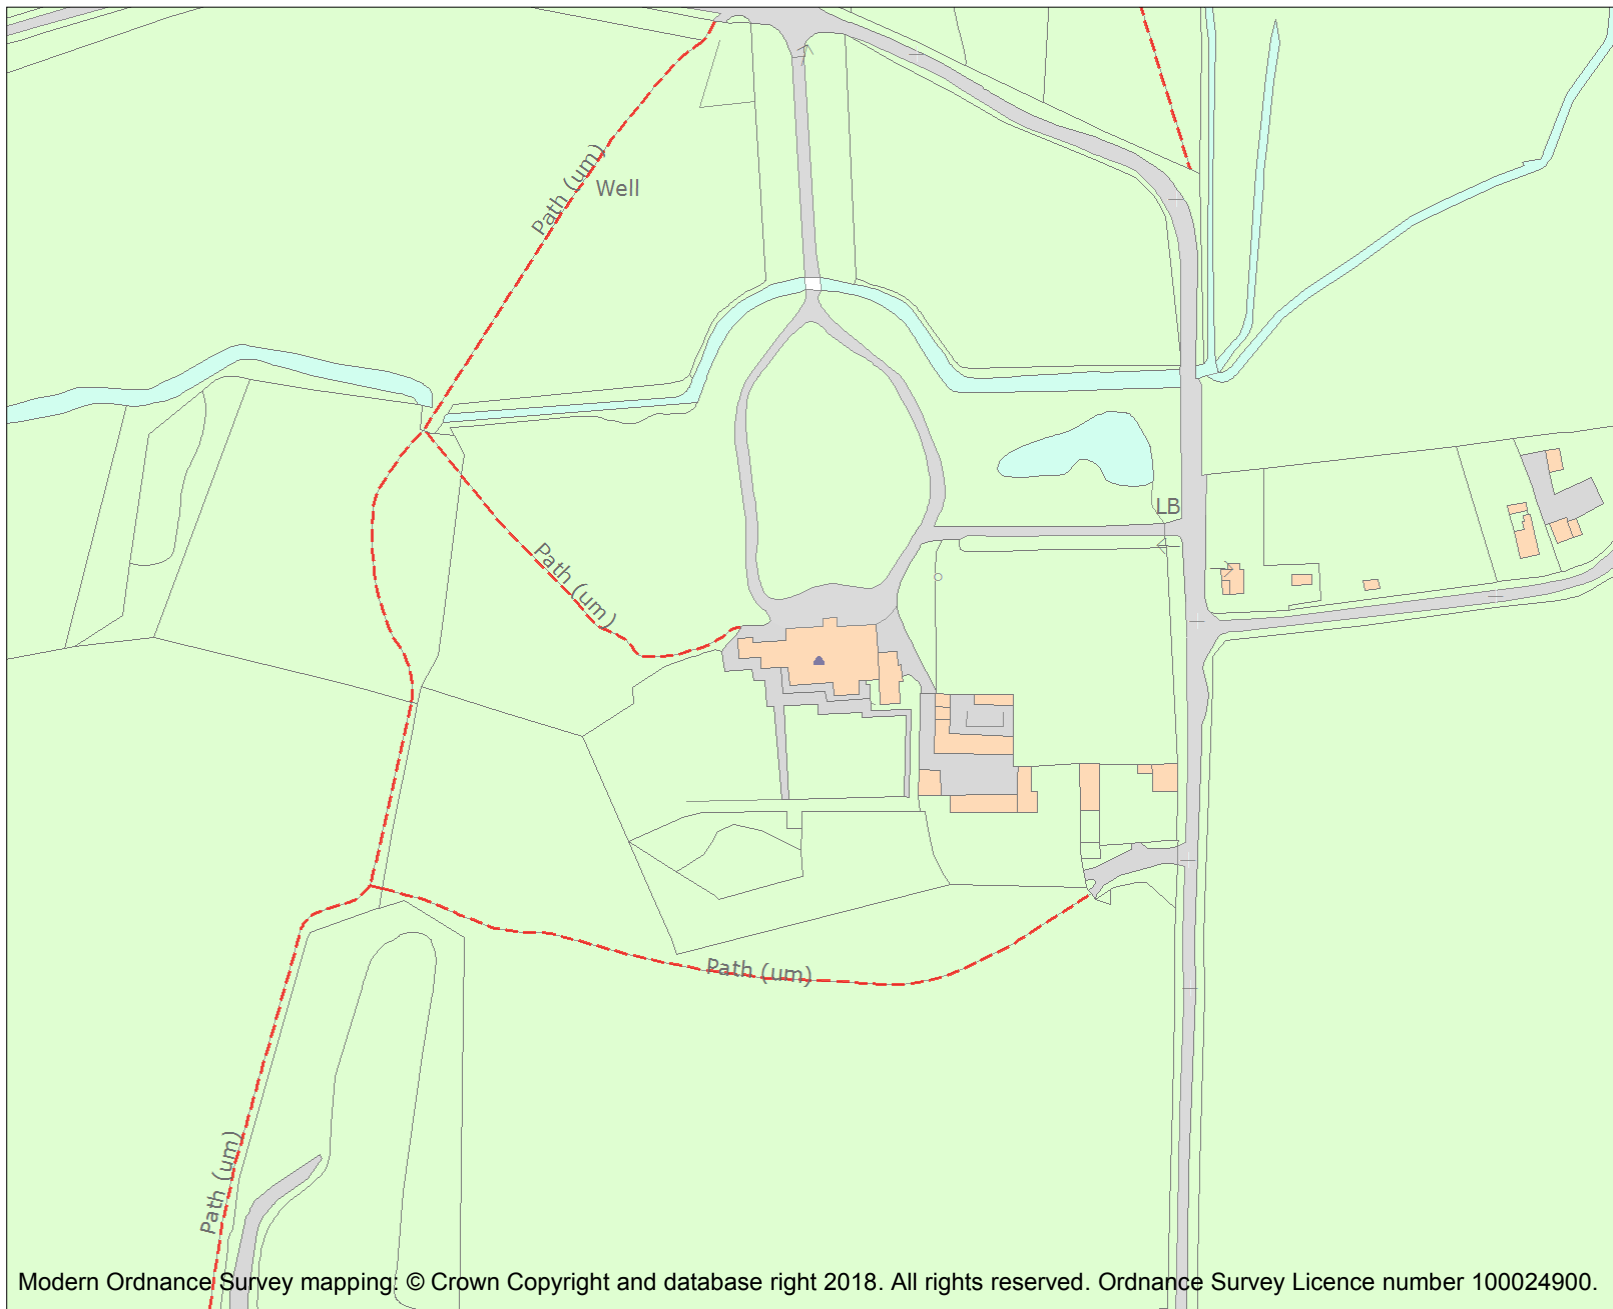 Path (um)
Well
LB
Path (um)
Path (um)
Path (um)
Modern Ordnance Survey mapping: © Crown Copyright and database right 2018. All rights reserved. Ordnance Survey Licence number 100024900.